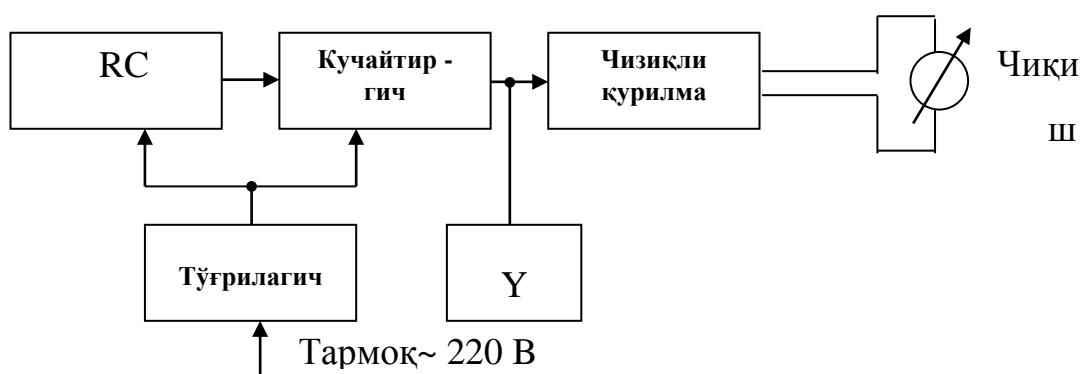 RC
Кучайтир -
гич
Чизиқли
қурилма
Чиқи
ш
Тўғрилагич
Y
Тармоқ~ 220 В